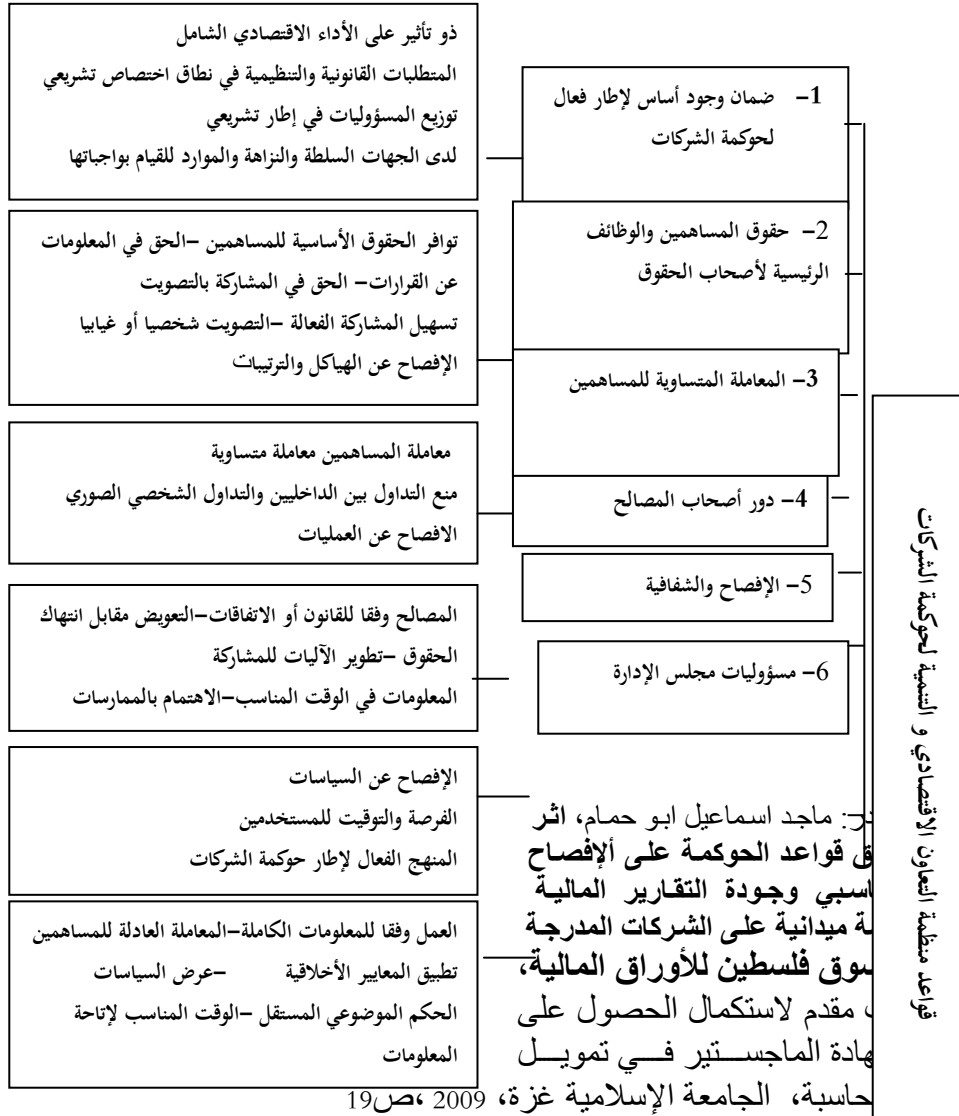 قواعد منظمة التعاون الاقتصادي و التنمية لحوكمة الشركات
1– ضمان وجود أساس لإطار فعال
لحوكمة الشركات
2– حقوق المساهمين والوظائف
الرئيسية لأصحاب الحقوق
3– المعاملة المتساوية للمساهمين
4– دور أصحاب المصالح
5– الإفصاح والشفافية
6– مسؤوليات مجلس الإدارة
ذو تأثير على الأداء الاقتصادي الشامل
المتطلبات القانونية والتنظيمية في نطاق اختصاص تشريعي
توزيع المسؤوليات في إطار تشريعي
لدى الجهات السلطة والنزاهة والموارد للقيام بواجباتها
توافر الحقوق الأساسية للمساهمين –الحق في المعلومات
عن القرارات– الحق في المشاركة بالتصويت
تسهيل المشاركة الفعالة –التصويت شخصيا أو غيابيا
الإفصاح عن الهياكل والترتيبات
معاملة المساهمين معاملة متساوية
منع التداول بين الداخليين والتداول الشخصي الصوري
الافصاح عن العمليات
المصالح وفقا للقانون أو الاتفاقات–التعويض مقابل انتهاك
الحقوق –تطوير الآليات للمشاركة
المعلومات في الوقت المناسب–الاهتمام بالممارسات
الإفصاح عن السياسات
الفرصة والتوقيت للمستخدمين
المنهج الفعال لإطار حوكمة الشركات
العمل وفقا للمعلومات الكاملة–المعاملة العادلة للمساهمين
تطبيق المعايير الأخلاقية –عرض السياسات
الحكم الموضوعي المستقل –الوقت المناسب لإتاحة
المعلومات
ماجد اسماعيل ابو حمام، اثر
قواعد الحوكمة على ألإفصاح
وجودة التقارير المالية
ميدانية على الشركات المدرجة
سوق فلسطين للأوراق المالية،
مقدم لاستكمال الحصول على
الماجستير في تمويل
الجامعة الإسلامية غزة، 2009 ،ص19